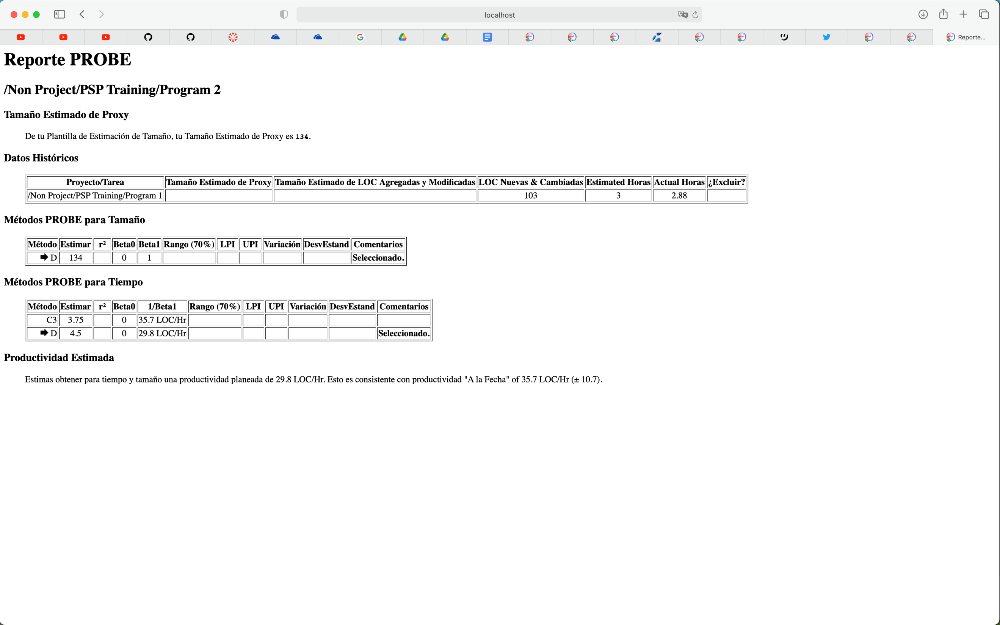 localhost
Reporte...
Reporte PROBE
/Non Project/PSP Training/Program 2
Tamaño Estimado de Proxy
De tu Plantilla de Estimación de Tamaño, tu Tamaño Estimado de Proxy es 134.
Datos Históricos
Proyecto/Tarea Tamaño Estimado de Proxy Tamaño Estimado de LOC Agregadas y Modificadas LOC Nuevas & Cambiadas Estimated Horas Actual Horas ¿Excluir?
/Non Project/PSP Training/Program 1 103 3 2.88
Métodos PROBE para Tamaño
Método Estimar r² Beta0 Beta1 Rango (70%) LPI UPI Variación DesvEstand Comentarios
➡ D 134 0 1 Seleccionado.
Métodos PROBE para Tiempo
Método Estimar r² Beta0 1/Beta1 Rango (70%) LPI UPI Variación DesvEstand Comentarios
C3 3.75 0 35.7 LOC/Hr
➡ D 4.5 0 29.8 LOC/Hr Seleccionado.
Productividad Estimada
Estimas obtener para tiempo y tamaño una productividad planeada de 29.8 LOC/Hr. Esto es consistente con productividad "A la Fecha" of 35.7 LOC/Hr (± 10.7).